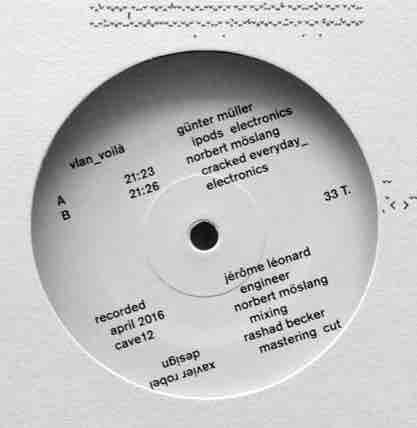 vlan_voilà
A 21:23
B 21:26
günter müller
ipods electronics
norbert möslang
cracked everyday_
electronics
33 T.
recorded
april 2016
cave12
jérôme léonard
engineer
norbert möslang
mixing
rashad becker
mastering cut
xavier robel
design